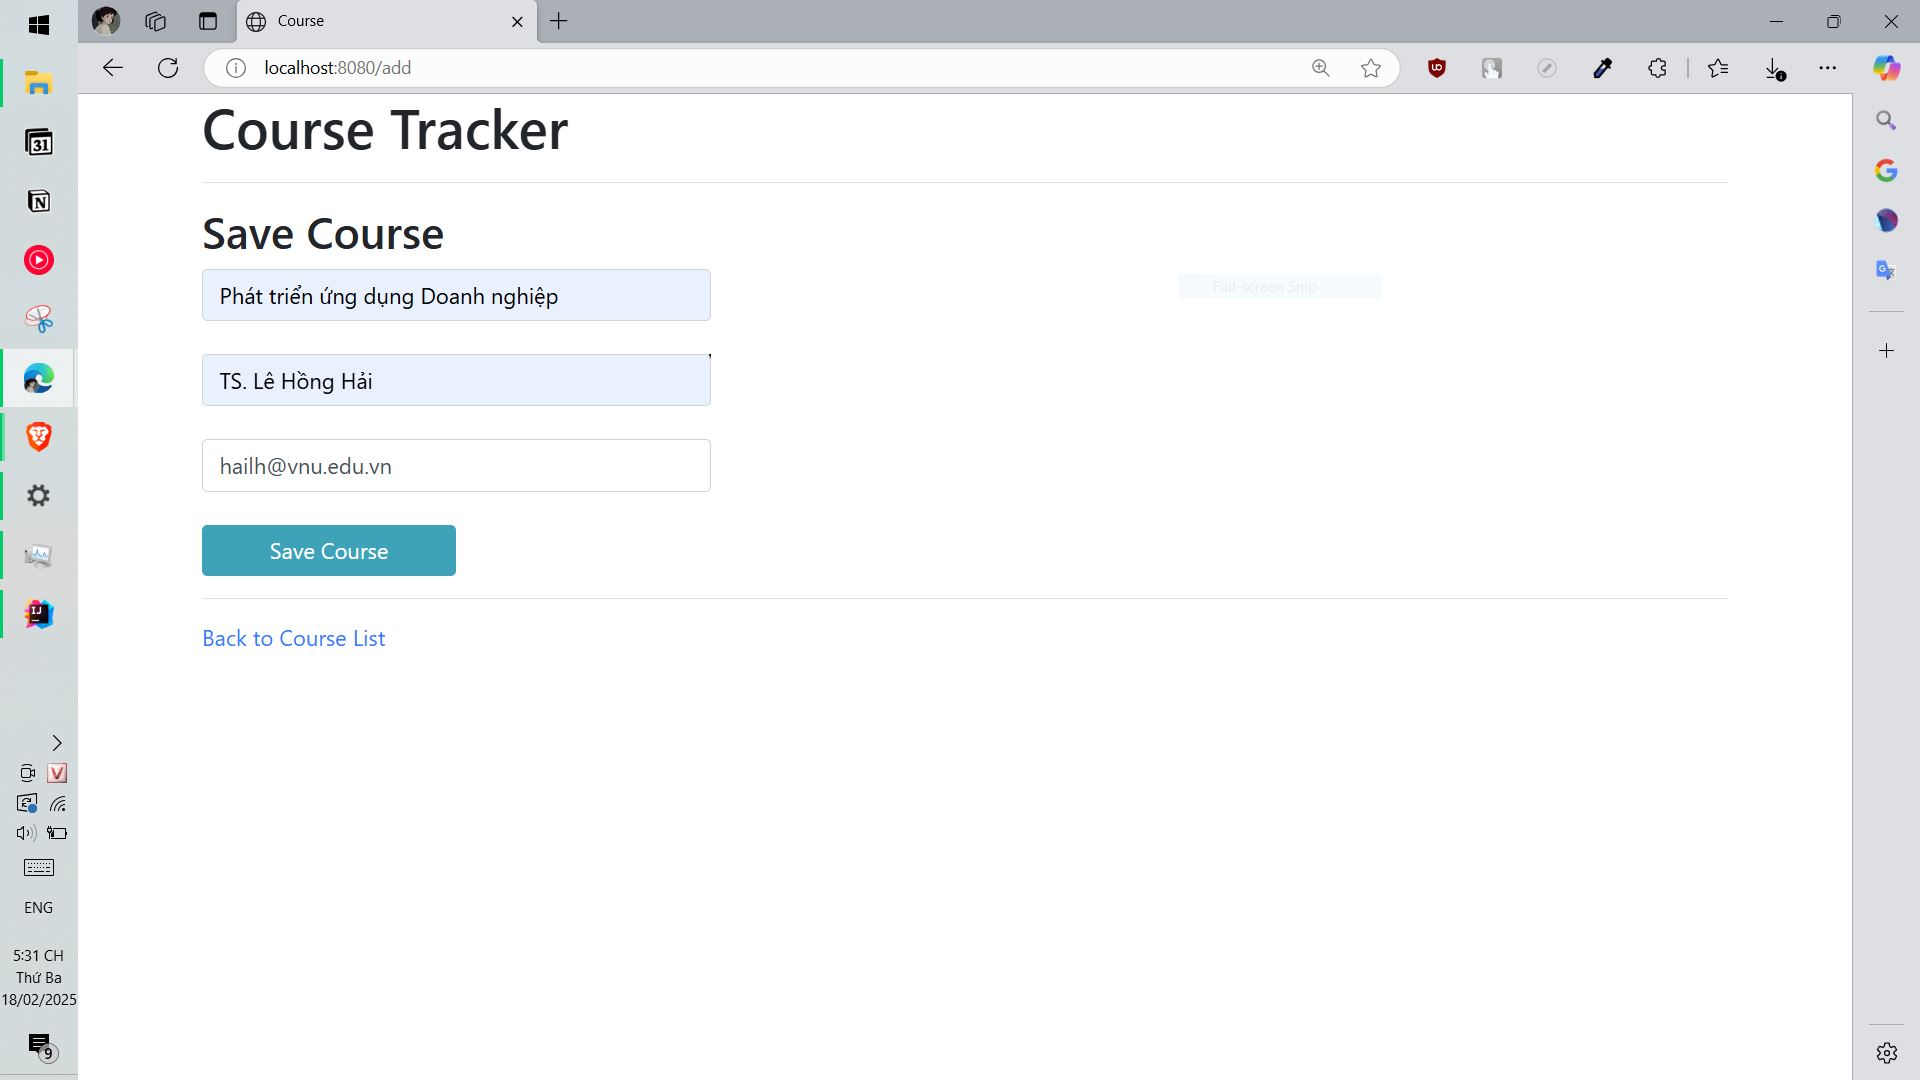 Course
localhost:8080/add
Course Tracker
Save Course
Phát triển ứng dụng Doanh nghiệp
Full-screen Snip
TS. Lê Hồng Hải
hailh@vnu.edu.vn
Save Course
Back to Course List
31
N
IJ
V
ENG
5:31 CH
Thứ Ba
18/02/2025
9